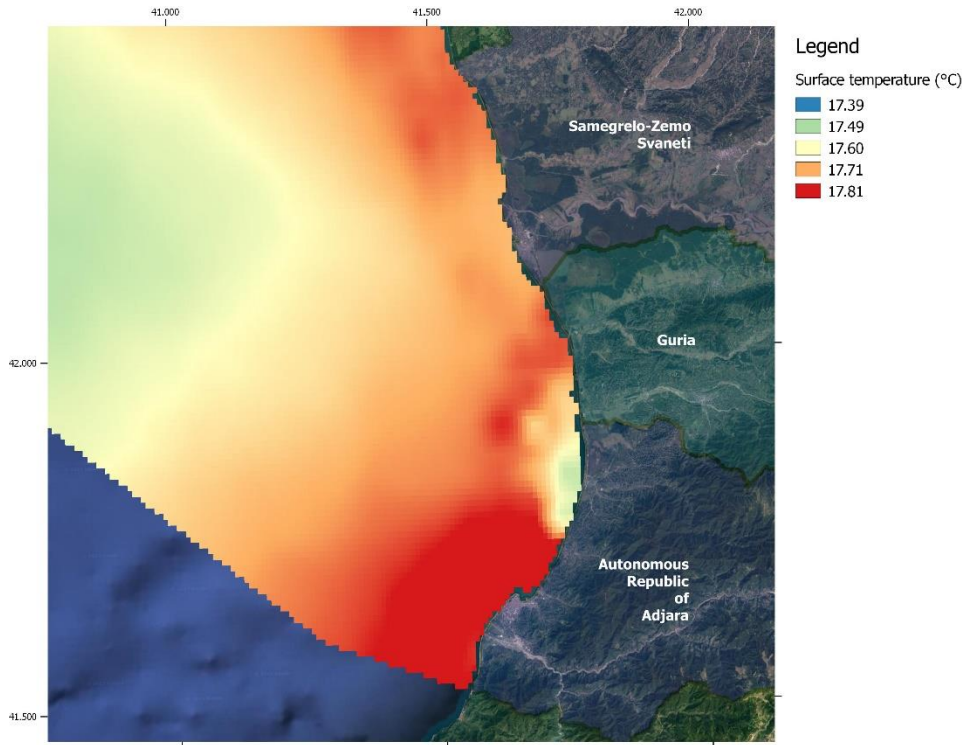 41.000
41.500
42.000
Legend
Surface temperature (°C)
17.39
17.49
17.60
17.71
17.81
Samegrelo-Zemo
Svaneti
Guria
42.000
Autonomous
Republic
of
Adjara
41.500